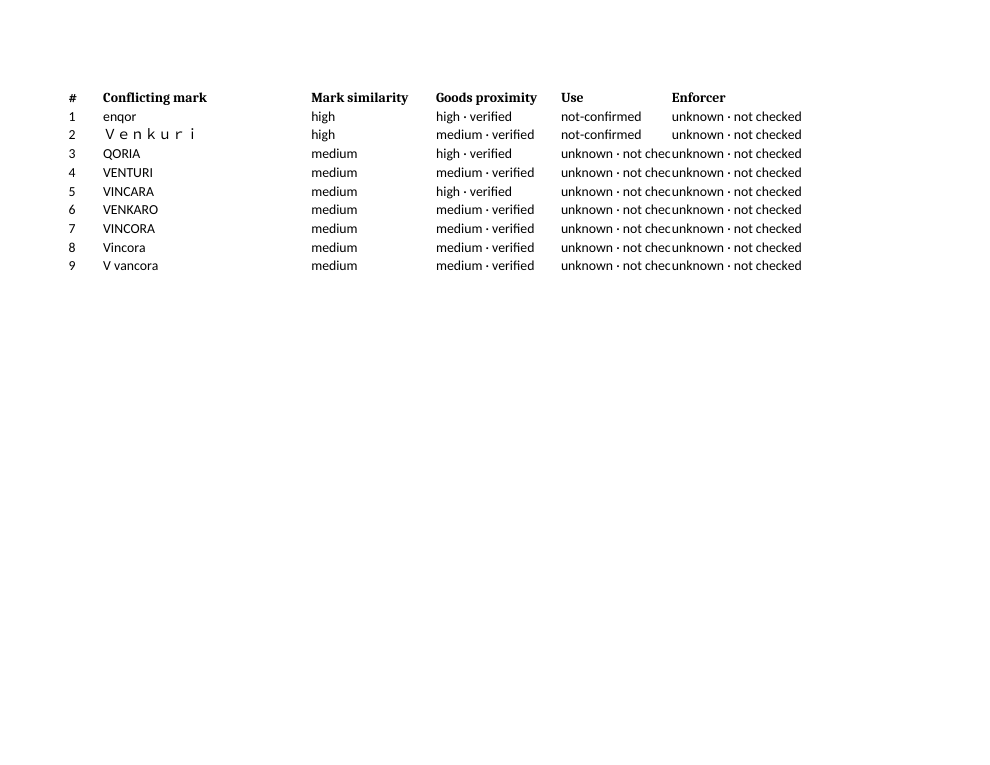 # Conflicting mark Mark similarity Goods proximity Use Enforcer
1 enqor high high · verified not-confirmed unknown · not checked
2 Ｖｅｎｋｕｒｉ high medium · verified not-confirmed unknown · not checked
3 QORIA medium high · verified unknown · not chec unknown · not checked
4 VENTURI medium medium · verified unknown · not chec unknown · not checked
5 VINCARA medium high · verified unknown · not chec unknown · not checked
6 VENKARO medium medium · verified unknown · not chec unknown · not checked
7 VINCORA medium medium · verified unknown · not chec unknown · not checked
8 Vincora medium medium · verified unknown · not chec unknown · not checked
9 V vancora medium medium · verified unknown · not chec unknown · not checked